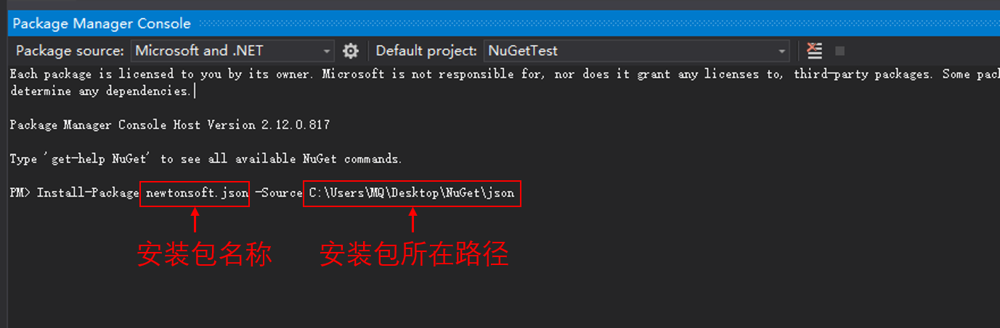 Package Manager Console
Package source: Microsoft and .NET Default project: NuGetTest
Each package is licensed to you by its owner. Microsoft is not responsible for, nor does it grant any licenses to, third-party packages. Some
determine any dependencies.
Package Manager Console Host Version 2.12.0.817
Type 'get-help NuGet' to see all available NuGet commands.
PM> Install-Package newtonsoft.json -Source C:\Users\MQ\Desktop\NuGet\json
安装包名称 安装包所在路径